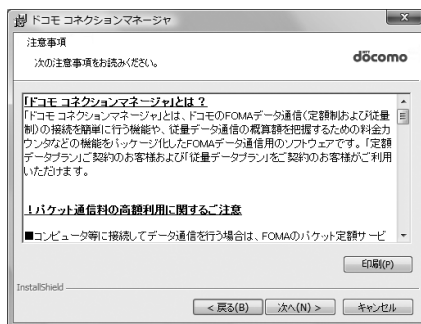 ドコモ コネクションマネージャ
注意事項
次の注意事項をお読みください。
döcomo
「ドコモ コネクションマネージャ」とは?
「ドコモ コネクションマネージャ」とは、ドコモのFOMAデータ通信(定額制および従量
制)の接続を簡単に行う機能や、従量データ通信の概算額を把握するための料金カ
ウンタなどの機能をパッケージ化したFOMAデータ通信用のソフトウェアです。「定額
データプラン」ご契約のお客様および「従量データプラン」をご契約のお客様がご利用
いただけます。
!パケット通信料の高額利用に関するご注意
■コンピュータ等に接続してデータ通信を行う場合は、FOMAのパケット定額サービ
印刷(P)
InstallShield
< 戻る(B)
次へ(N) >
キャンセル